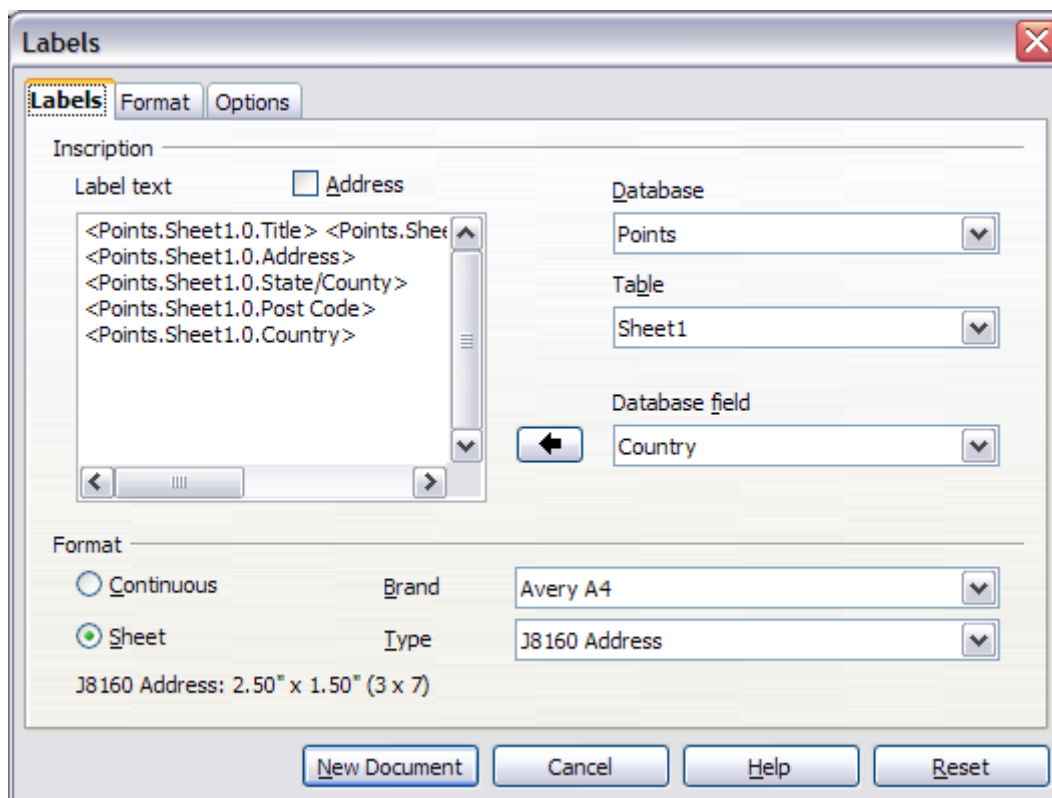 Labels
Labels Format Options
Inscription
Label text Address
Database
<Points.Sheet1.0.Title> <Points.Shee
<Points.Sheet1.0.Address>
<Points.Sheet1.0.State/County>
<Points.Sheet1.0.Post Code>
<Points.Sheet1.0.Country>
Points
Table
Sheet1
Database field
Country
Format
Continuous Brand Avery A4
Sheet Type J8160 Address
J8160 Address: 2.50" x 1.50" (3 x 7)
New Document Cancel Help Reset